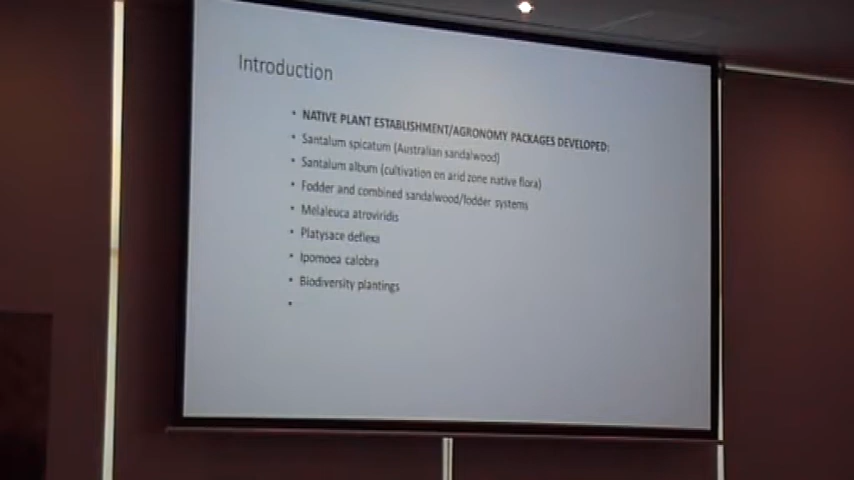 Introduction
• NATIVE PLANT ESTABLISHMENT/AGRONOMY PACKAGES DEVELOPED:
• Santalum spicatum (Australian sandalwood)
• Santalum album (cultivation on arid zone native flora)
• Fodder and combined sandalwood/fodder systems
• Melaleuca atroviridis
• Platysace deflexa
• Ipomoea calobra
• Biodiversity plantings
•